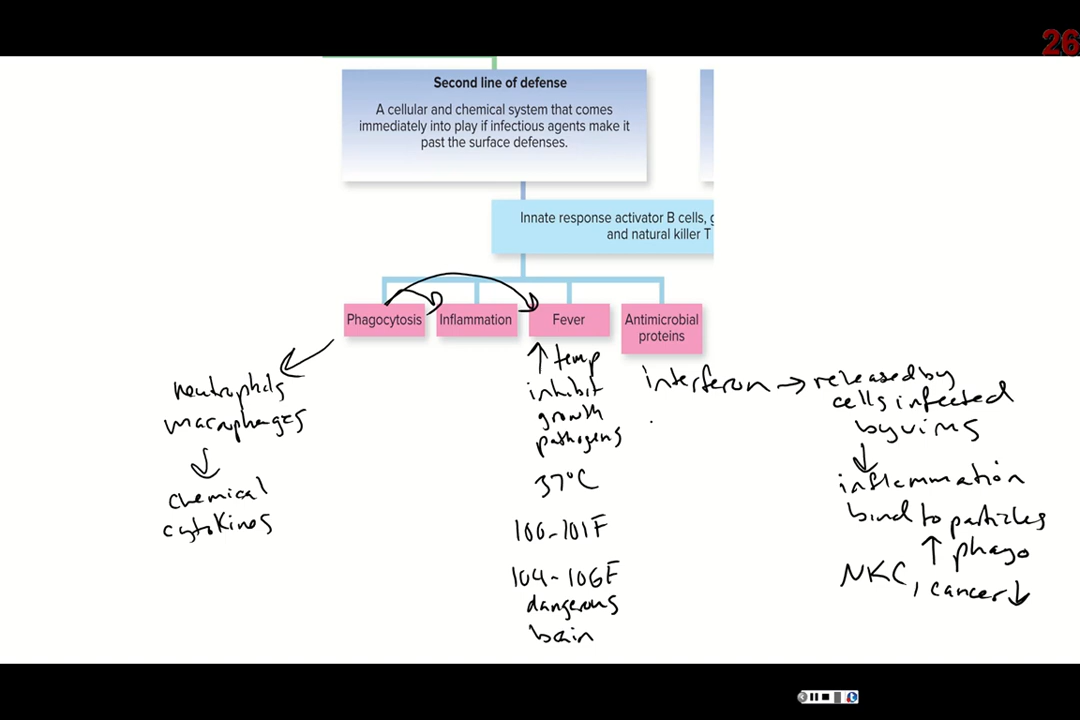 26
Second line of defense
A cellular and chemical system that comes
immediately into play if infectious agents make it
past the surface defenses.
Innate response activator B cells, g
and natural killer T
Phagocytosis
Inflammation
Fever
Antimicrobial
proteins
neutrophils
macrophages
chemical
cytokines
↑ temp
inhibit
growth
pathogens
37°C
100-101F
104-106F
dangerous
brain
interferon → released by
cells infected
by virus
inflammation
bind to particles
↑ phago
NKC, cancer↓